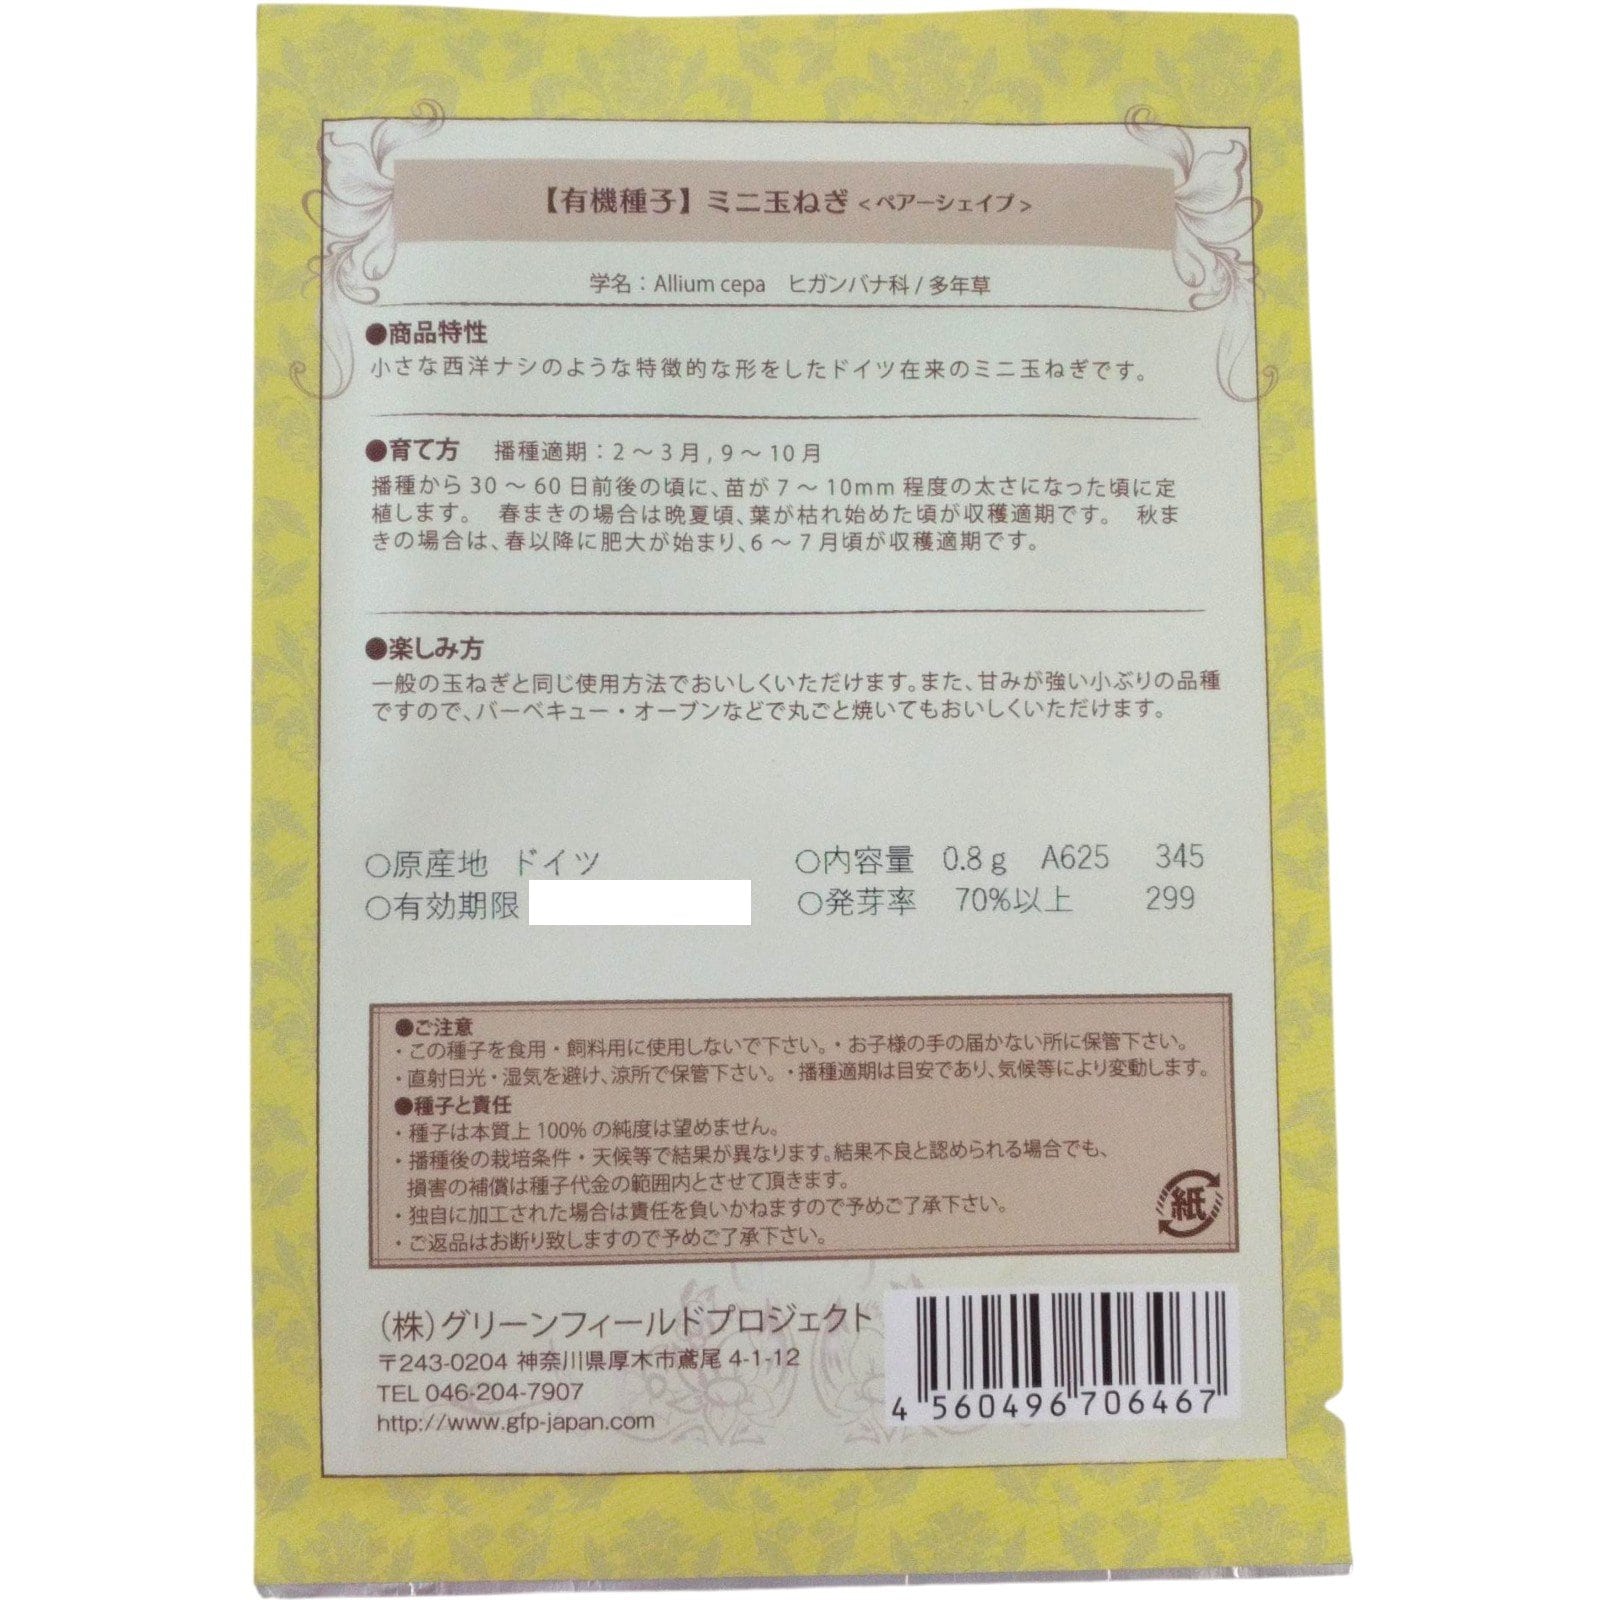 【有機種子】ミニ玉ねぎ<ペアーシェイプ>
学名：Allium cepa　ヒガンバナ科/多年草
●商品特性
小さな西洋ナシのような特徴的な形をしたドイツ在来のミニ玉ねぎです。
●育て方　播種適期：2～3月,9～10月
播種から30～60日前後の頃に、苗が7～10mm程度の太さになった頃に定
植します。　春まきの場合は晩夏頃、葉が枯れ始めた頃が収穫適期です。　秋ま
きの場合は、春以降に肥大が始まり、6～7月頃が収穫適期です。
●楽しみ方
一般の玉ねぎと同じ使用方法でおいしくいただけます。また、甘みが強い小ぶりの品種
ですので、バーベキュー・オーブンなどで丸ごと焼いてもおいしくいただけます。
○原産地　ドイツ　○内容量　0.8g　A625　345
○有効期限　○発芽率　70%以上　299
●ご注意
・この種子を食用・飼料用に使用しないで下さい。・お子様の手の届かない所に保管下さい。
・直射日光・湿気を避け、涼所で保管下さい。・播種適期は目安であり、気候等により変動します。
●種子と責任
・種子は本質上100%の純度は望めません。
・播種後の栽培条件・天候等で結果が異なります。結果不良と認められる場合でも、
損害の補償は種子代金の範囲内とさせて頂きます。
・独自に加工された場合は責任を負いかねますので予めご了承下さい。
・ご返品はお断り致しますので予めご了承下さい。
紙
（株）グリーンフィールドプロジェクト
〒243-0204 神奈川県厚木市鳶尾4-1-12
TEL 046-204-7907
http://www.gfp-japan.com
4 560496 706467